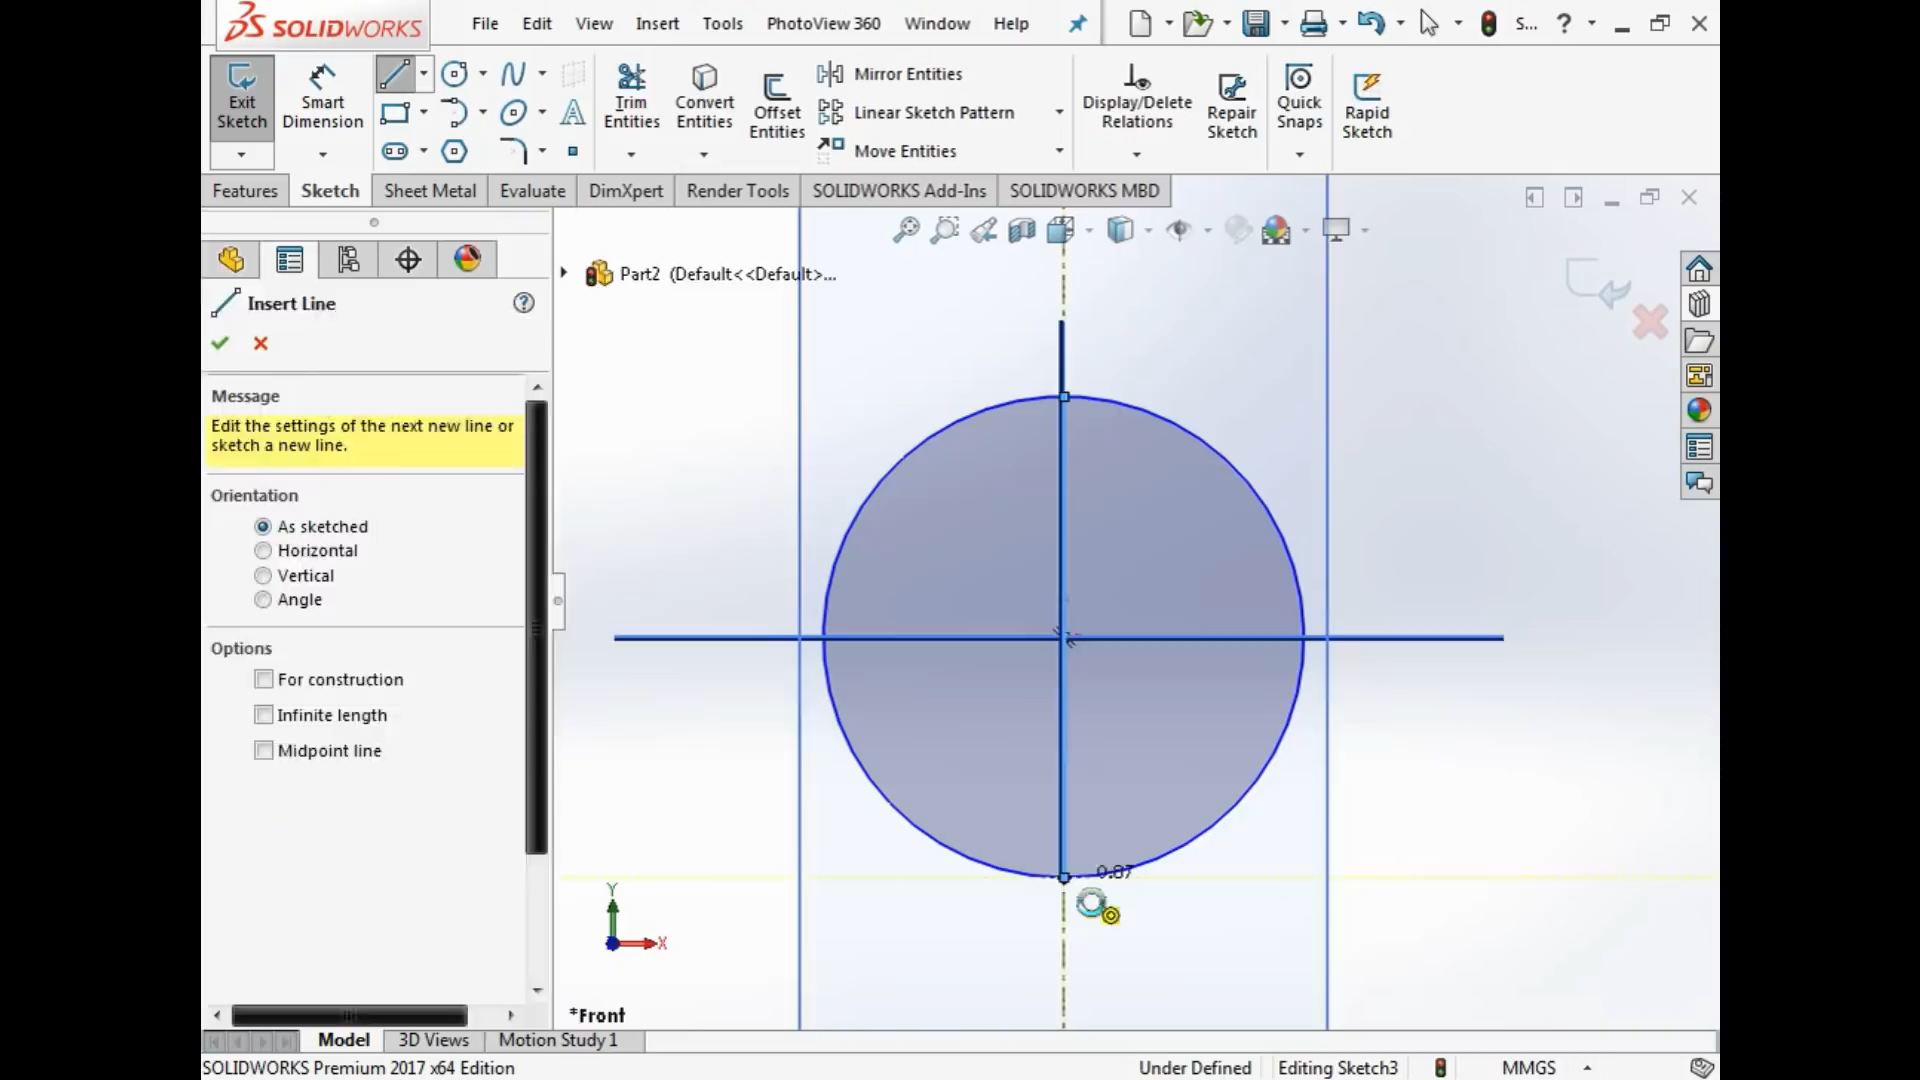 SOLIDWORKS
File Edit View Insert Tools PhotoView 360 Window Help S... ?
Exit Sketch
Smart Dimension
Trim Entities
Convert Entities
Offset Entities
Mirror Entities
Linear Sketch Pattern
Move Entities
Display/Delete Relations
Repair Sketch
Quick Snaps
Rapid Sketch
Features Sketch Sheet Metal Evaluate DimXpert Render Tools SOLIDWORKS Add-Ins SOLIDWORKS MBD
Part2 (Default<<Default>...
Insert Line
Message
Edit the settings of the next new line or
sketch a new line.
Orientation
As sketched
Horizontal
Vertical
Angle
Options
For construction
Infinite length
Midpoint line
0.87
Y
X
*Front
Model 3D Views Motion Study 1
SOLIDWORKS Premium 2017 x64 Edition Under Defined Editing Sketch3 MMGS